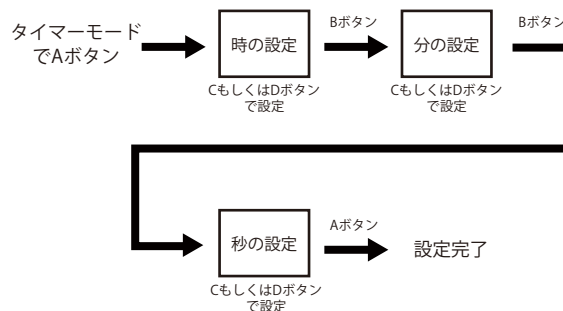 タイマーモード
でAボタン
時の設定
CもしくはDボタン
で設定
Bボタン
分の設定
CもしくはDボタン
で設定
Bボタン
秒の設定
CもしくはDボタン
で設定
Aボタン
設定完了